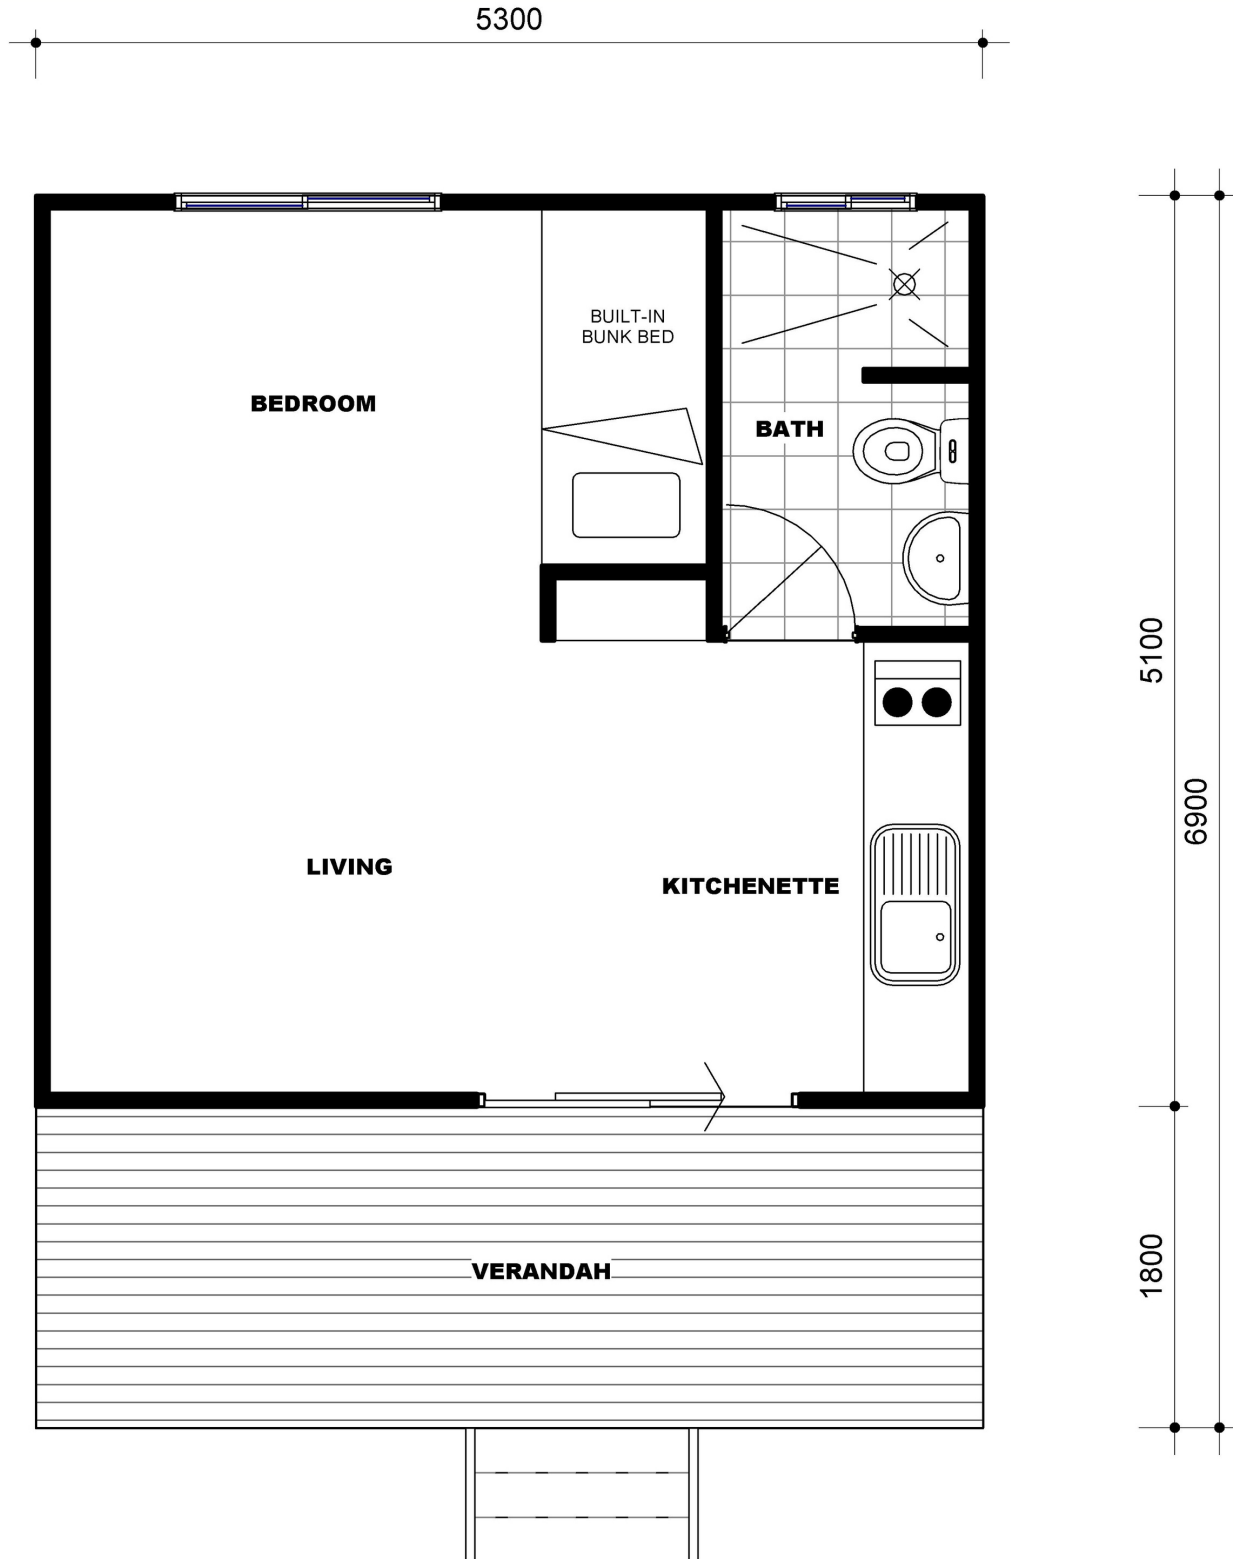 5300
BUILT-IN
BUNK BED
BEDROOM
BATH
5100
6900
LIVING
KITCHENETTE
1800
VERANDAH